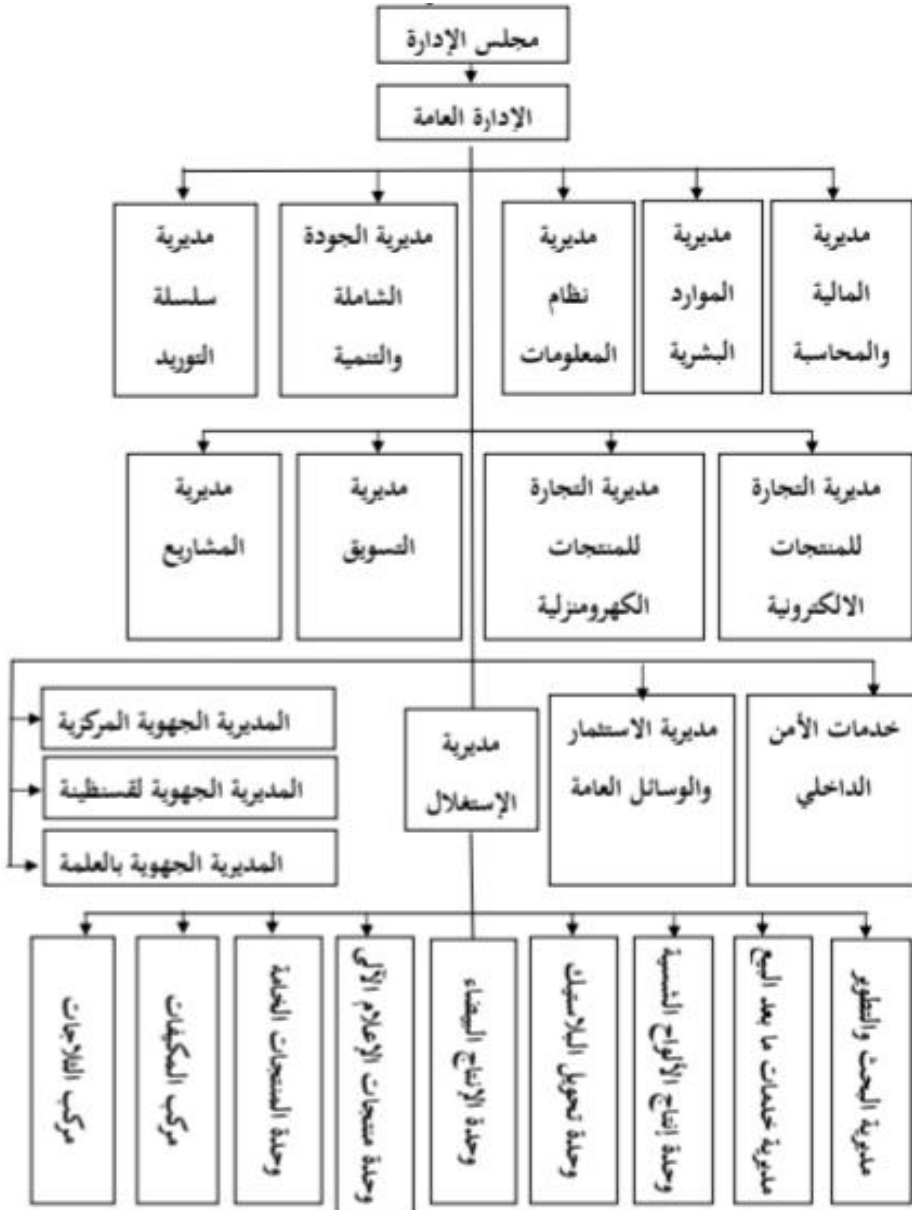 مجلس الإدارة
الإدارة العامة
مديرية
المالية
والمحاسبة
مديرية
الموارد
البشرية
مديرية
نظام
المعلومات
مديرية الجودة
الشاملة
والتنمية
مديرية
سلسلة
التوريد
مديرية التجارة
للمنتجات
الالكترونية
مديرية التجارة
للمنتجات
الكهرومنزلية
مديرية
التسويق
مديرية
المشاريع
خدمات الأمن
الداخلي
مديرية الاستثمار
والوسائل العامة
مديرية
الإستغلال
المديرية الجهوية المركزية
المديرية الجهوية لقسنظينة
المديرية الجهوية بالعلمة
مديرية البحث والتطوير
مديرية خدمات ما بعد البيع
وحدة إنتاج الألواح الشمسية
وحدة تحويل البلاستيك
وحدة الإنتاج البيضاء
وحدة منتجات الإعلام الآلي
وحدة المنتجات الخامة
مركب المكيفات
مركب الثلاجات